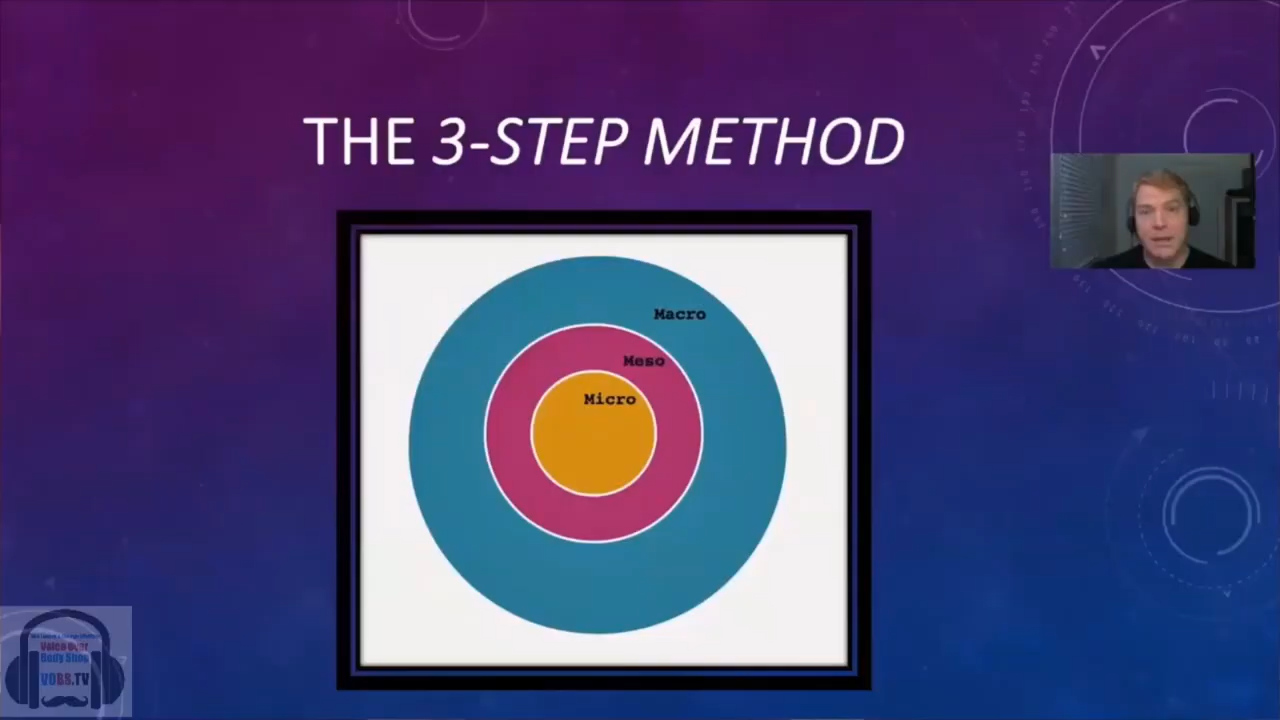 THE 3-STEP METHOD
Macro
Meso
Micro
Voice Over
Body Shop
VOBS.TV